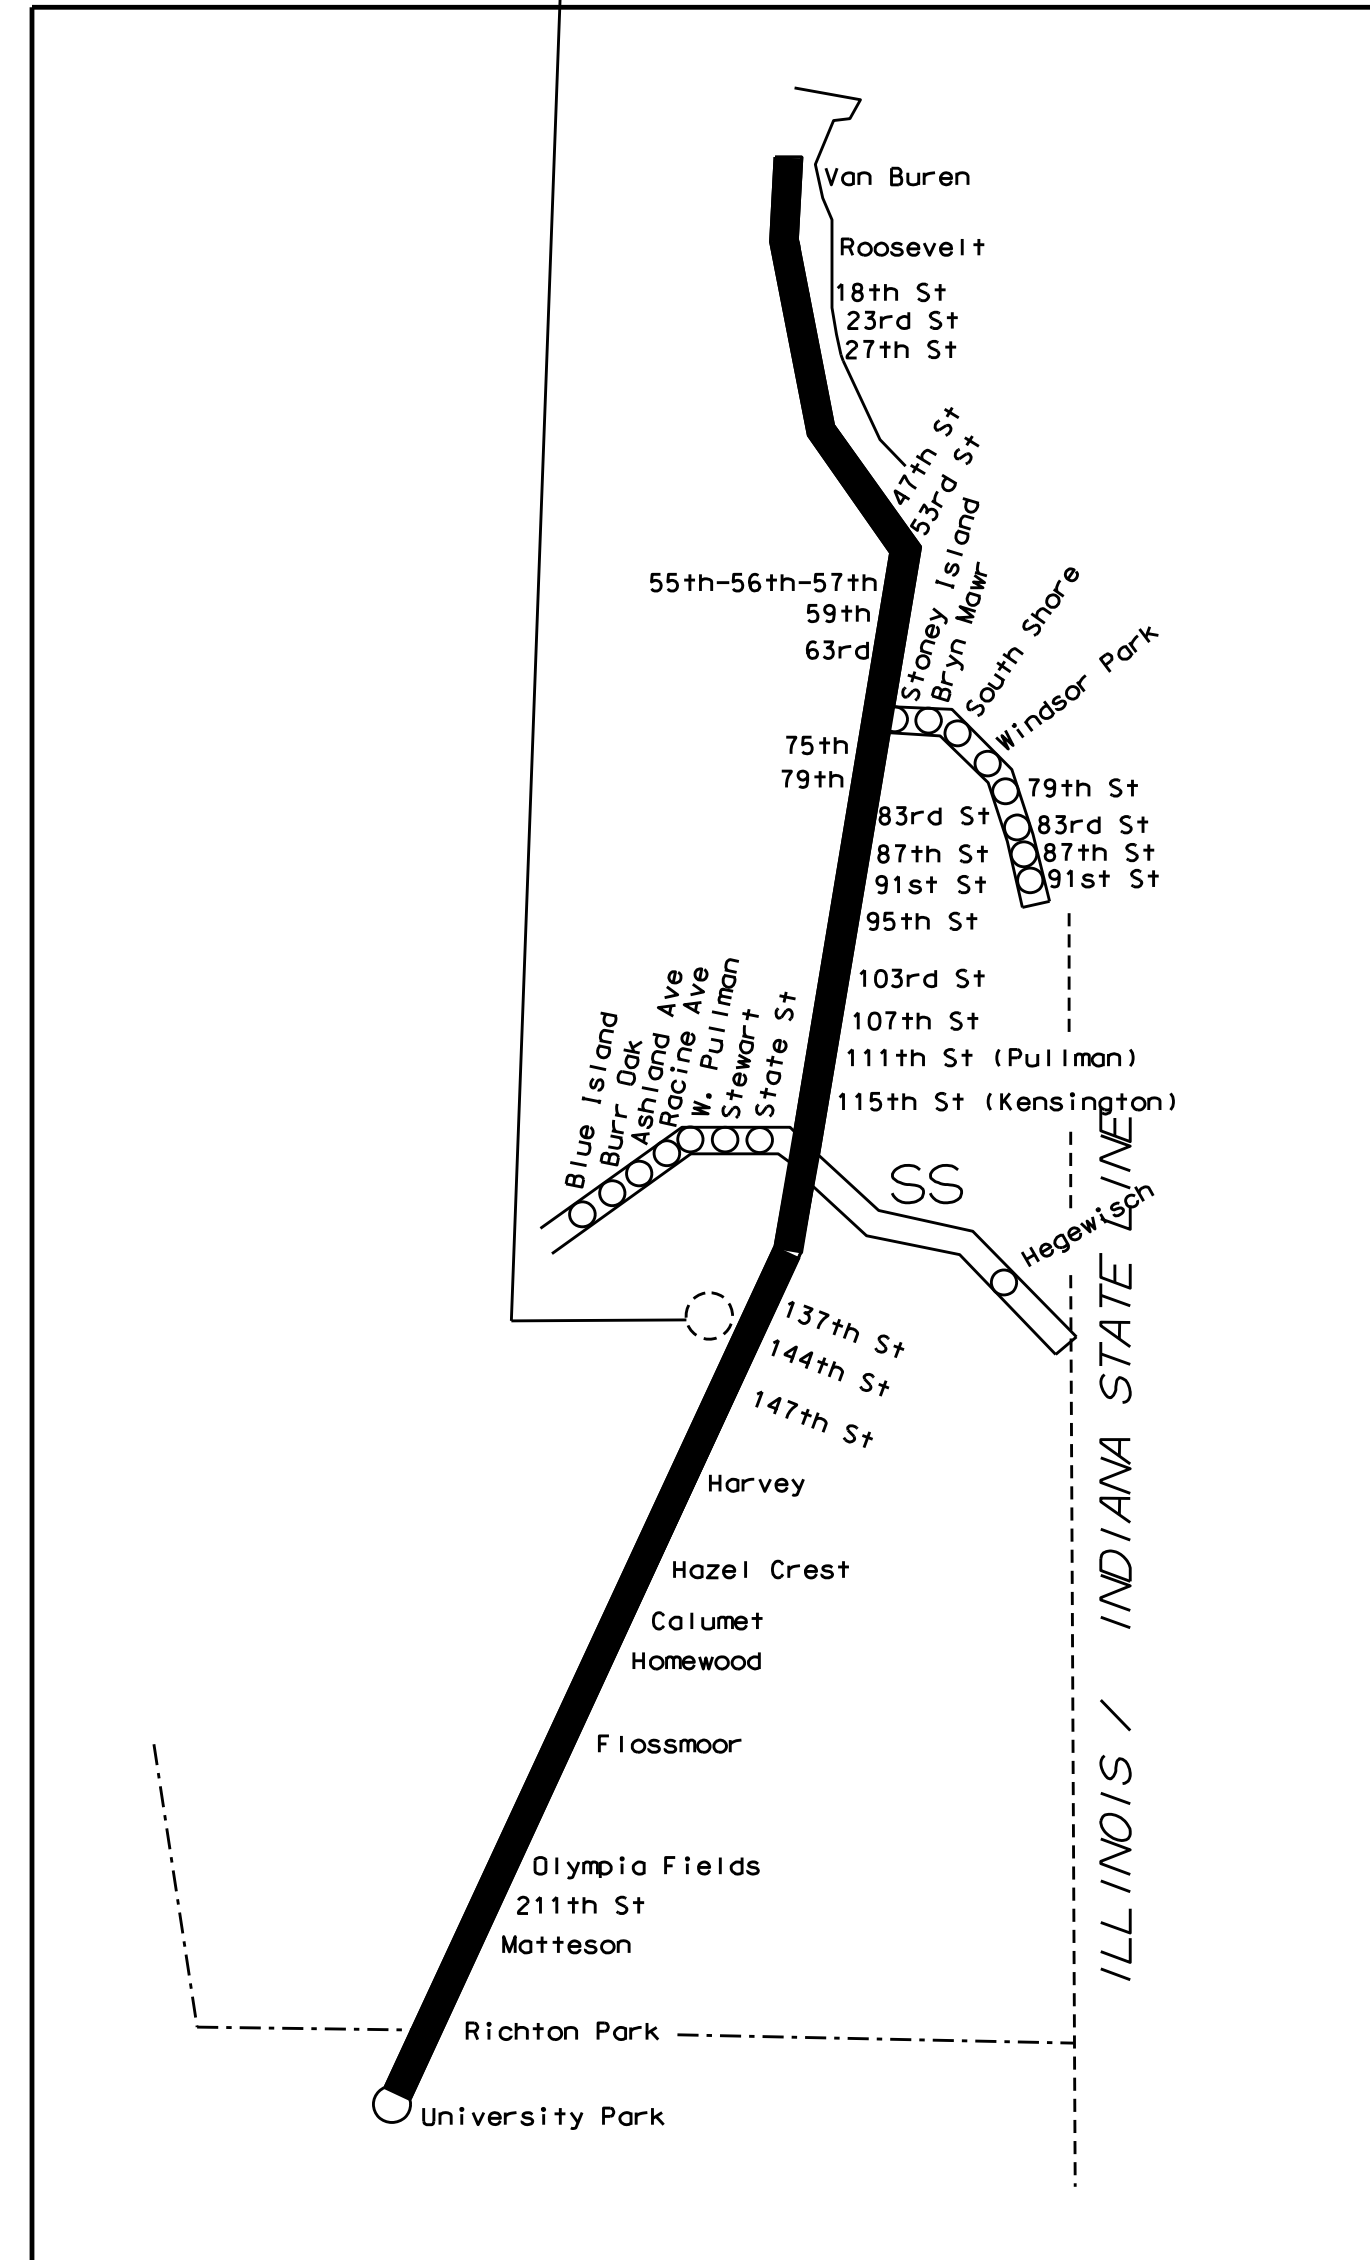 Van Buren
Roosevelt
18th St
23rd St
27th St
47th St
53rd St
55th-56th-57th
59th
63rd
Stoney Island
Bryn Mawr
South Shore
Windsor Park
75th
79th
79th St
83rd St
83rd St
87th St
87th St
91st St
91st St
95th St
103rd St
107th St
111th St (Pullman)
115th St (Kensington)
Blue Island
Burr Oak
Ashland Ave
Racine Ave
W. Pullman
Stewart
State St
SS
Hegewisch
137th St
144th St
147th St
Harvey
Hazel Crest
Calumet
Homewood
Flossmoor
Olympia Fields
211th St
Matteson
Richton Park
University Park
ILLINOIS / INDIANA STATE LINE